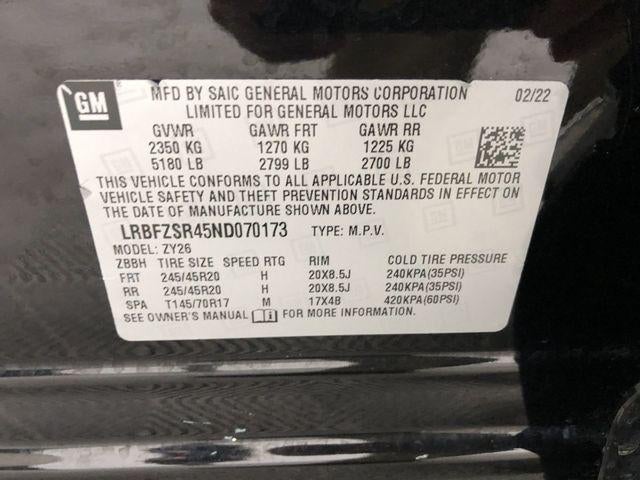 GM
MFD BY SAIC GENERAL MOTORS CORPORATION 02/22
LIMITED FOR GENERAL MOTORS LLC
GVWR GAWR FRT GAWR RR
2350 KG 1270 KG 1225 KG
5180 LB 2799 LB 2700 LB
THIS VEHICLE CONFORMS TO ALL APPLICABLE U.S. FEDERAL MOTOR
VEHICLE SAFETY AND THEFT PREVENTION STANDARDS IN EFFECT ON
THE DATE OF MANUFACTURE SHOWN ABOVE.
LRBFZSR45ND070173 TYPE: M.P.V.
MODEL: ZY26
ZBBH TIRE SIZE SPEED RTG RIM COLD TIRE PRESSURE
FRT 245/45R20 H 20X8.5J 240KPA(35PSI)
RR 245/45R20 H 20X8.5J 240KPA(35PSI)
SPA T145/70R17 M 17X4B 420KPA(60PSI)
SEE OWNER'S MANUAL FOR MORE INFORMATION.